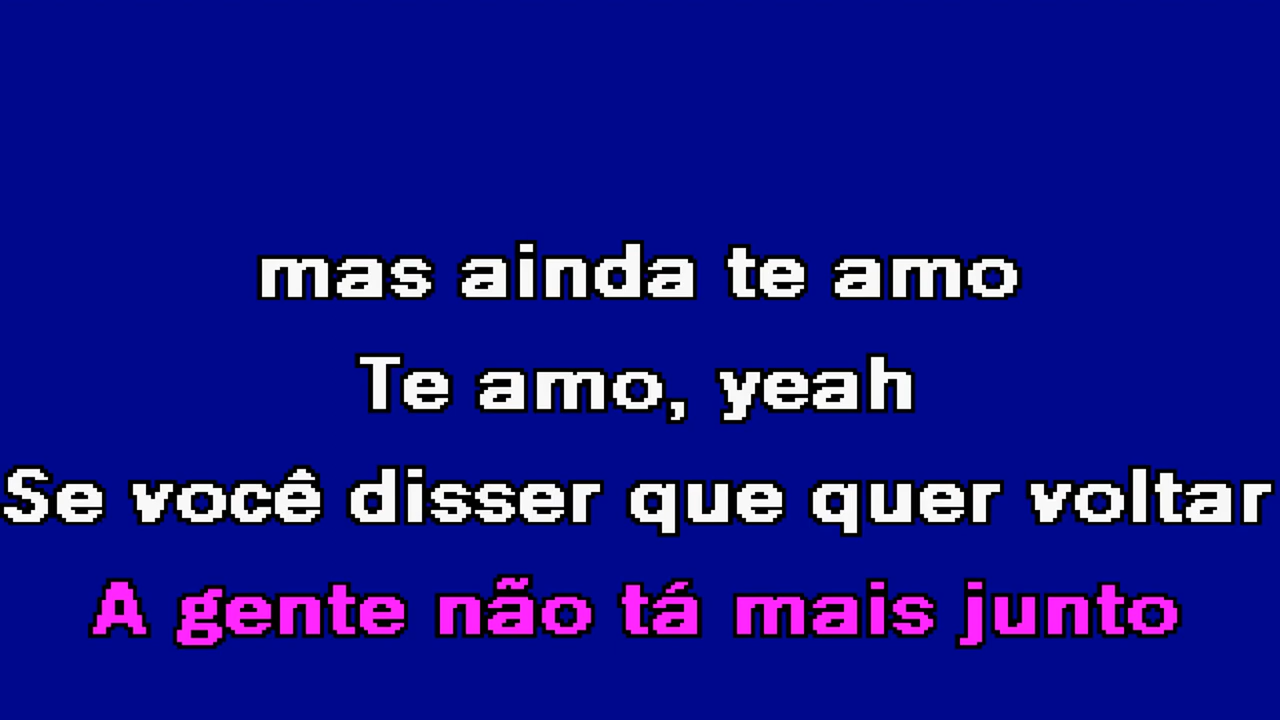 mas ainda te amo
Te amo, yeah
Se você disser que quer voltar
A gente não tá mais junto